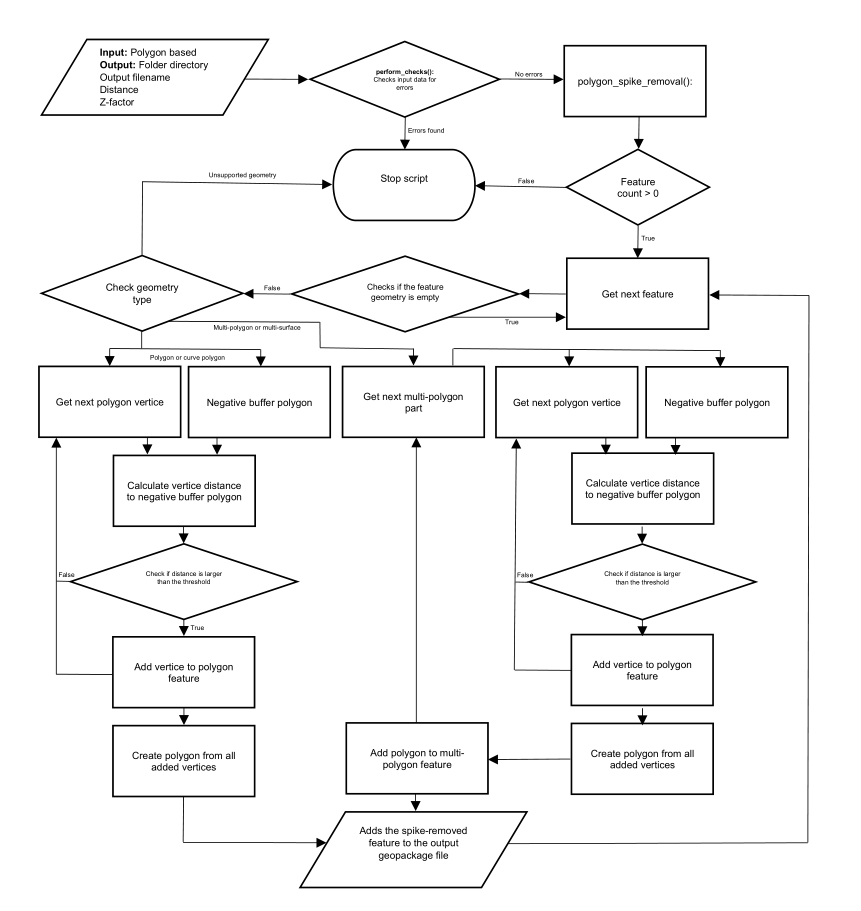 Input: Polygon based
Output: Folder directory
Output filename
Distance
Z-factor
perform_checks():
Checks input data for
errors
No errors
polygon_spike_removal():
Errors found
Unsupported geometry
Stop script
False
Feature
count > 0
True
Check geometry
type
False
Checks if the feature
geometry is empty
Get next feature
True
Multi-polygon or multi-surface
Polygon or curve polygon
Get next polygon vertice
Negative buffer polygon
Get next multi-polygon
part
Get next polygon vertice
Negative buffer polygon
Calculate vertice distance
to negative buffer polygon
Calculate vertice distance
to negative buffer polygon
False
Check if distance is larger
than the threshold
False
Check if distance is larger
than the threshold
True
Add vertice to polygon
feature
Add vertice to polygon
feature
Create polygon from all
added vertices
Add polygon to multi-
polygon feature
Create polygon from all
added vertices
Adds the spike-removed
feature to the output
geopackage file